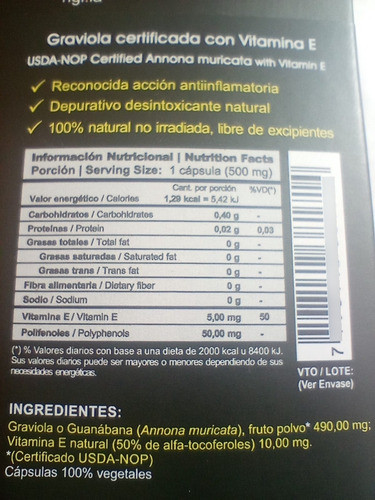 Graviola certificada con Vitamina E
USDA-NOP Certified Annona muricata with Vitamin E
✓ Reconocida acción antiinflamatoria
✓ Depurativo desintoxicante natural
✓ 100% natural no irradiada, libre de excipientes
Información Nutricional | Nutrition Facts
Porción | Serving Size: 1 cápsula (500 mg)
Cant. por porción %VD(*)
Valor energético / Calories 1,29 kcal = 5,42 kJ
Carbohidratos / Carbohidrates 0,40 g -
Proteínas / Protein 0,02 g 0,03
Grasas totales / Total fat 0 g -
Grasas saturadas / Saturated fat 0 g -
Grasas trans / Trans fat 0 g -
Fibra alimentaria / Dietary fiber 0 g -
Sodio / Sodium 0 g -
Vitamina E / Vitamin E 5,00 mg 50
Polifenoles / Polyphenols 50,00 mg -
(*) % Valores diarios con base a una dieta de 2000 kcal u 8400 kJ.
Sus valores diarios puede ser mayores o menores dependiendo de sus
necesidades energéticas.
7
VTO / LOTE:
(Ver Envase)
INGREDIENTES:
Graviola o Guanábana (Annona muricata), fruto polvo* 490,00 mg;
Vitamina E natural (50% de alfa-tocoferoles) 10,00 mg.
*(Certificado USDA-NOP)
Cápsulas 100% vegetales